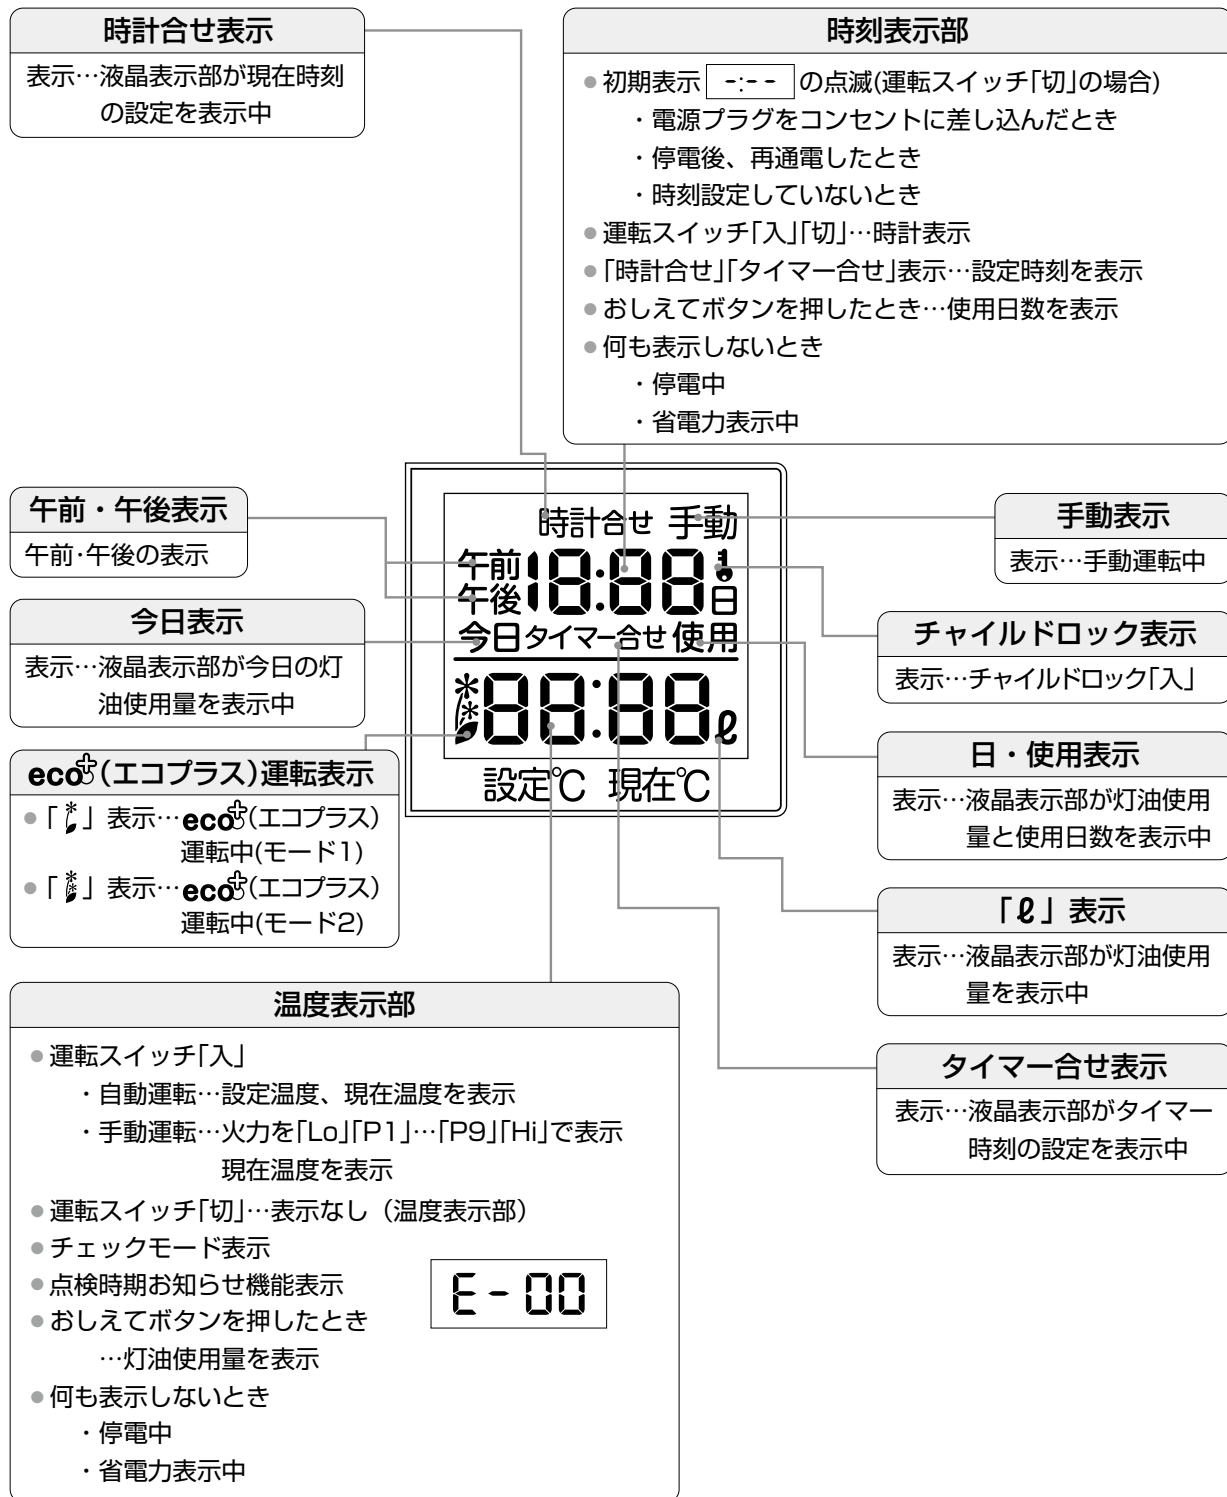 時計合せ表示
表示…液晶表示部が現在時刻
の設定を表示中
時刻表示部
●初期表示 -:-- の点滅(運転スイッチ「切」の場合)
・電源プラグをコンセントに差し込んだとき
・停電後、再通電したとき
・時刻設定していないとき
●運転スイッチ「入」「切」…時計表示
●「時計合せ」「タイマー合せ」表示…設定時刻を表示
●おしえてボタンを押したとき…使用日数を表示
●何も表示しないとき
・停電中
・省電力表示中
午前・午後表示
午前・午後の表示
今日表示
表示…液晶表示部が今日の灯
油使用量を表示中
eco(エコプラス)運転表示
●「」表示…eco(エコプラス)
運転中(モード1)
●「」表示…eco(エコプラス)
運転中(モード2)
時計合せ 手動
午前 18:88
午後 日
今日 タイマー合せ 使用
88:88 ℓ
設定℃ 現在℃
手動表示
表示…手動運転中
チャイルドロック表示
表示…チャイルドロック「入」
日・使用表示
表示…液晶表示部が灯油使用
量と使用日数を表示中
「ℓ」表示
表示…液晶表示部が灯油使用
量を表示中
タイマー合せ表示
表示…液晶表示部がタイマー
時刻の設定を表示中
温度表示部
●運転スイッチ「入」
・自動運転…設定温度、現在温度を表示
・手動運転…火力を「Lo」「P1」…「P9」「Hi」で表示
現在温度を表示
●運転スイッチ「切」…表示なし(温度表示部)
●チェックモード表示
●点検時期お知らせ機能表示
E-00
●おしえてボタンを押したとき
…灯油使用量を表示
●何も表示しないとき
・停電中
・省電力表示中